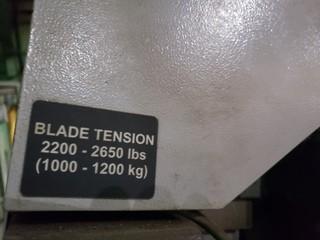 BLADE TENSION
2200 - 2650 lbs
(1000 - 1200 kg)